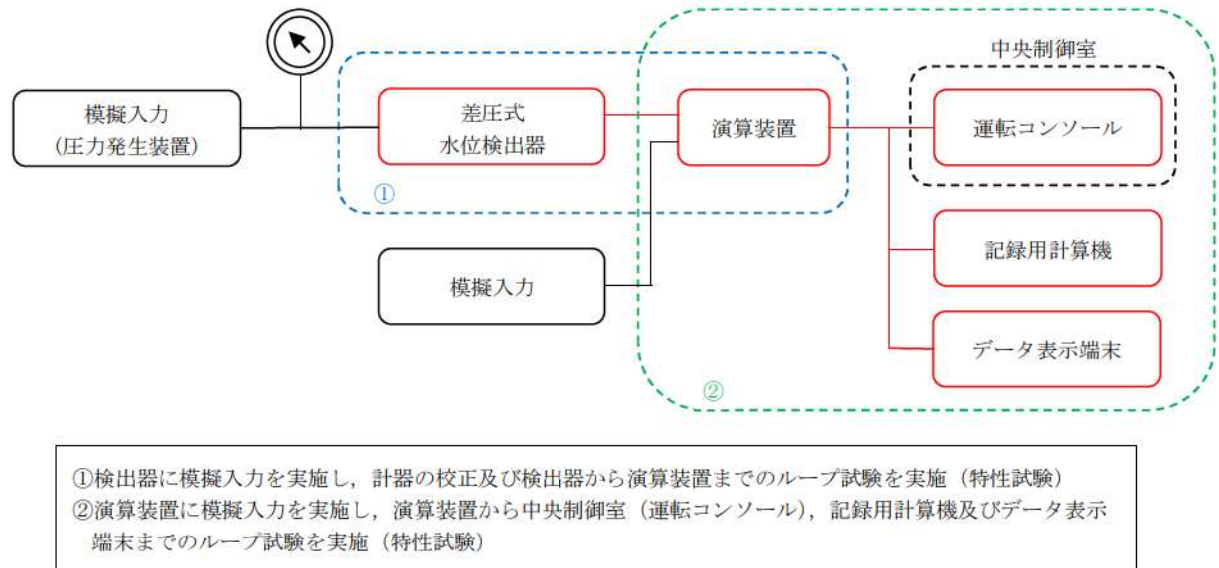 中央制御室
模擬入力
(圧力発生装置)
差圧式
水位検出器
演算装置
運転コンソール
①
模擬入力
記録用計算機
データ表示端末
②
①検出器に模擬入力を実施し，計器の校正及び検出器から演算装置までのループ試験を実施（特性試験）
②演算装置に模擬入力を実施し，演算装置から中央制御室（運転コンソール），記録用計算機及びデータ表示
端末までのループ試験を実施（特性試験）